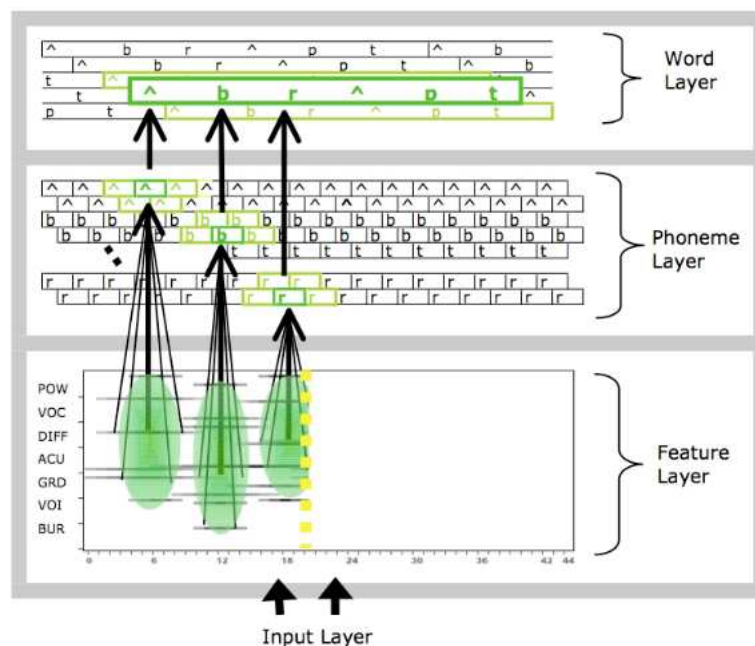 ^ b r ^ p t ^ b
^ b r ^ p t ^ b
t ^
^ b r ^ p t
t ^
p t ^ b r ^ p t
Word
Layer
^ ^ ^ ^ ^ ^ ^ ^ ^ ^ ^ ^ ^ ^ ^ ^ ^
^ ^ ^ ^ ^ ^ ^ ^ ^ ^ ^ ^ ^ ^ ^ ^ ^
b b b b b b b b b b b b b b b b b
b b b b b b b b b b b b b b b b b
t t t t t t t t t t t
r r r r r r r r r r r r r r r r r
r r r r r r r r r r r r r r r r r
Phoneme
Layer
POW
VOC
DIFF
ACU
GRD
VOI
BUR
0 6 12 18 24 30 36 42 44
Feature
Layer
Input Layer